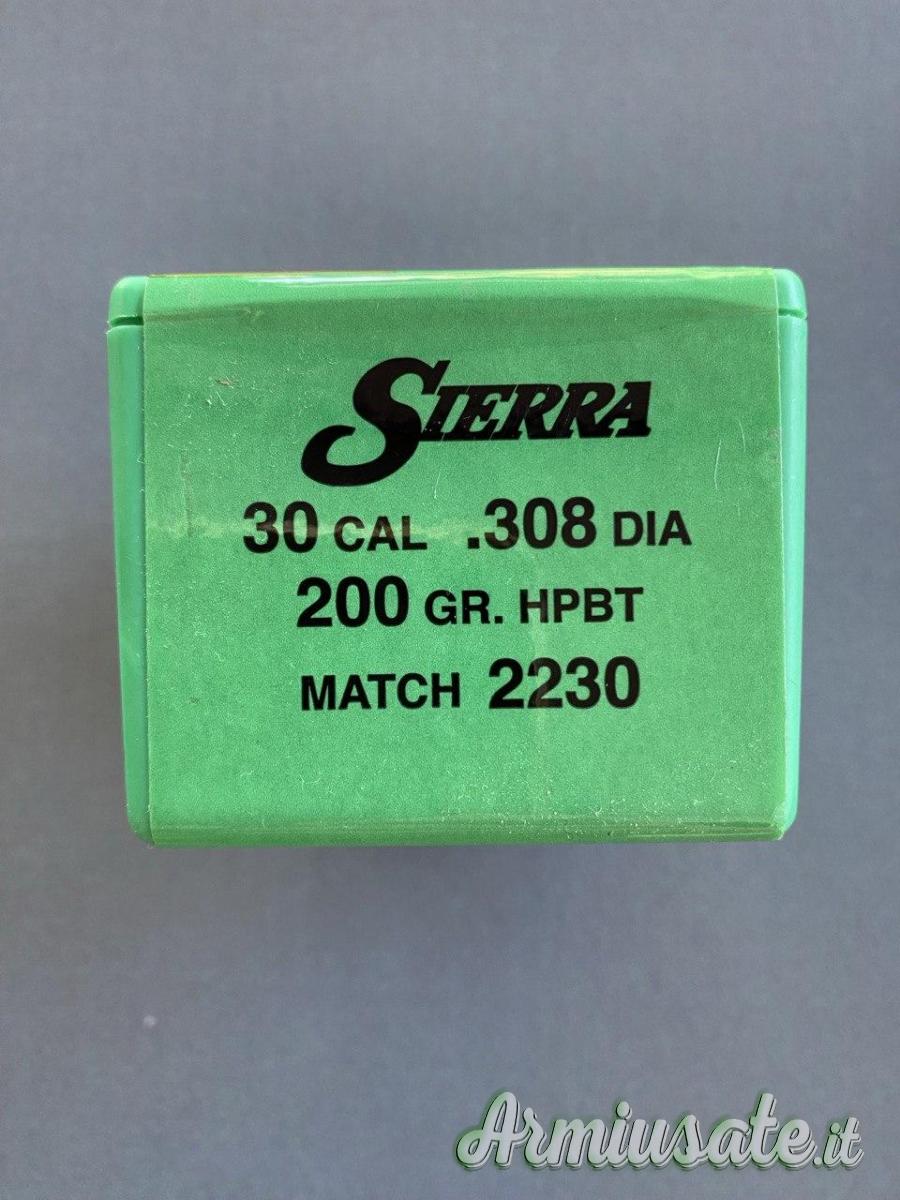 SIERRA
30 CAL .308 DIA
200 GR. HPBT
MATCH 2230
Armiusate.it